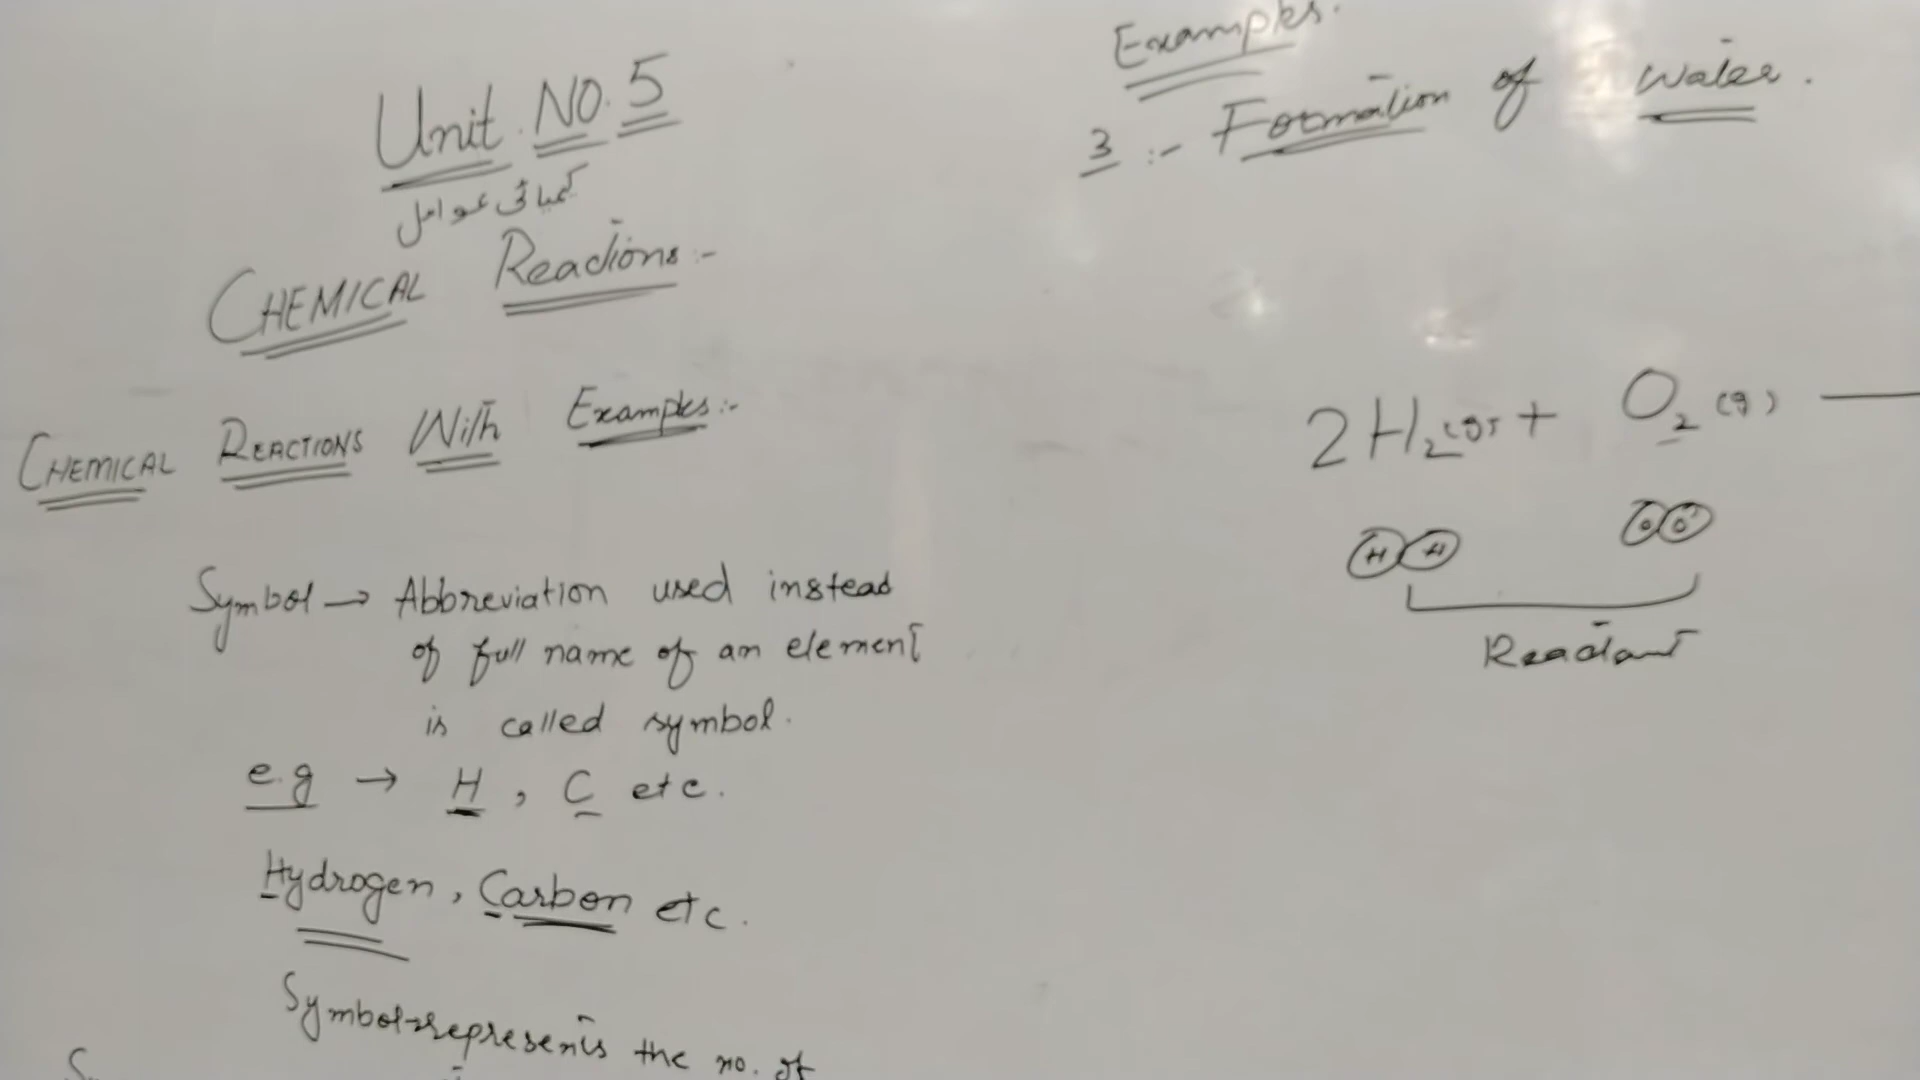 Unit. NO. 5
کیمیائی عوامل
CHEMICAL Reactions:-
CHEMICAL REACTIONS With Examples:-
Symbol → Abbreviation used instead
of full name of an element
is called symbol.
e.g → H, C etc.
Hydrogen, Carbon etc.
Symbol→represents the no. of
Examples.
3 :- Formation of water.
2H₂(g) + O₂(g) —
H H O O
Reactant